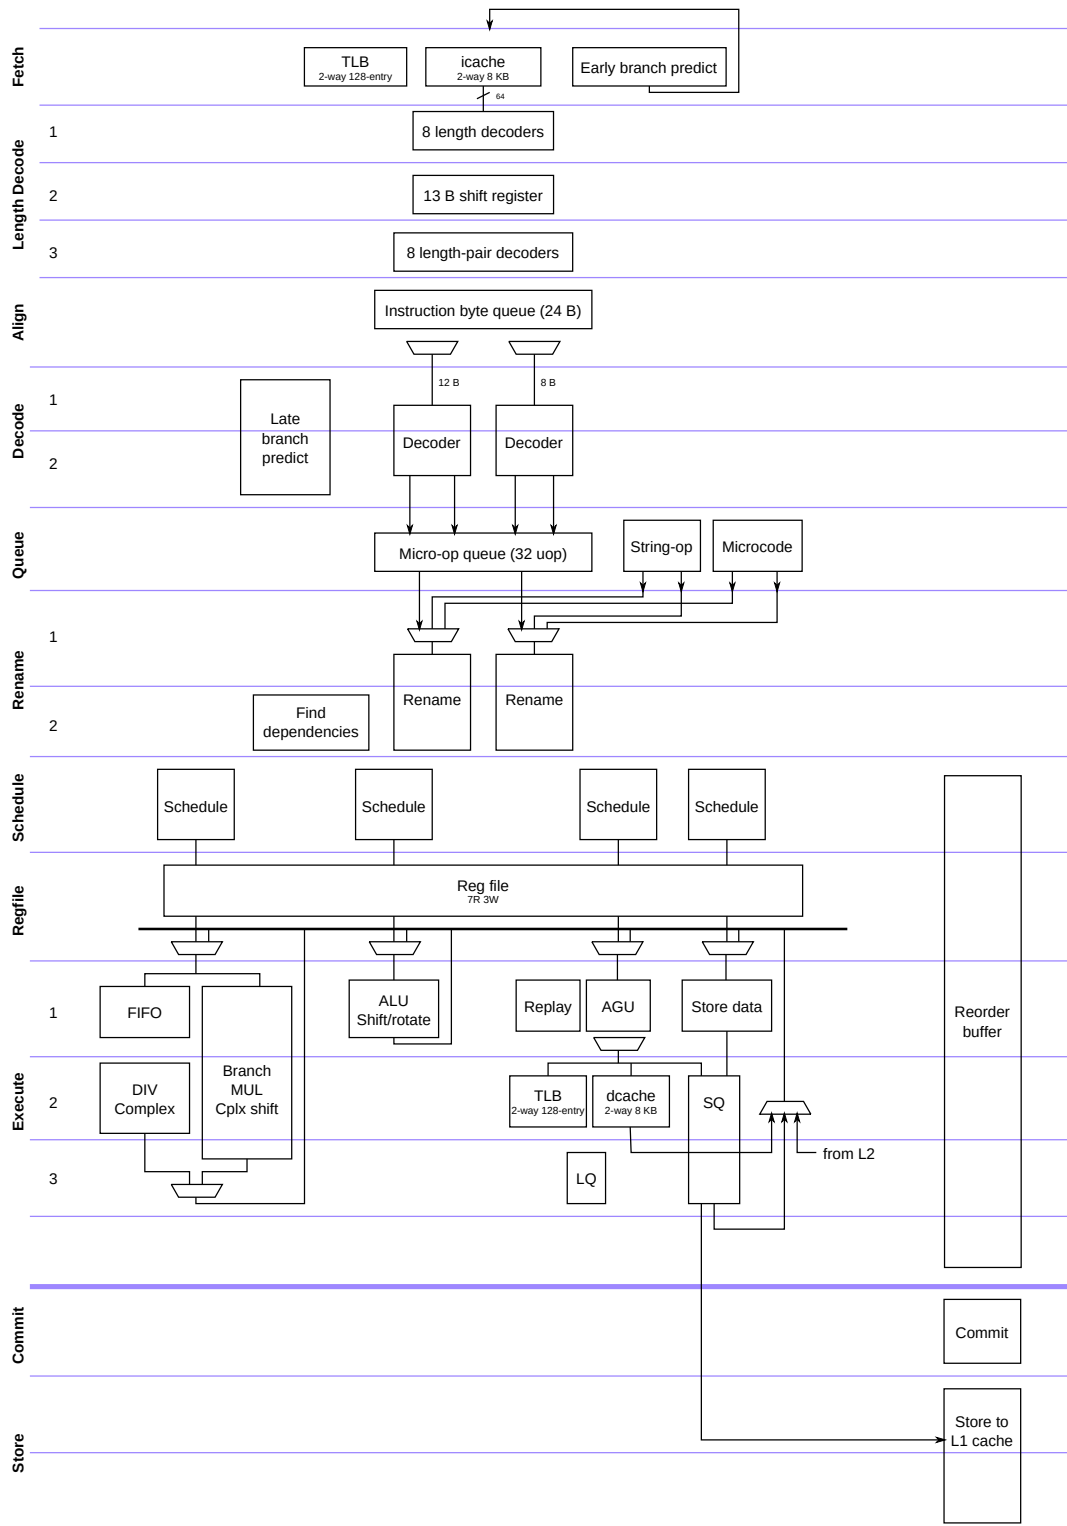 Fetch
TLB
2-way 128-entry
icache
2-way 8 KB
Early branch predict
64
Length Decode
1
8 length decoders
2
13 B shift register
3
8 length-pair decoders
Align
Instruction byte queue (24 B)
12 B
8 B
Decode
1
2
Late
branch
predict
Decoder
Decoder
Queue
Micro-op queue (32 uop)
String-op
Microcode
Rename
1
2
Rename
Rename
Find
dependencies
Schedule
Schedule
Schedule
Schedule
Schedule
Regfile
Reg file
7R 3W
Execute
1
FIFO
ALU
Shift/rotate
Replay
AGU
Store data
Reorder
buffer
2
DIV
Complex
Branch
MUL
Cplx shift
TLB
2-way 128-entry
dcache
2-way 8 KB
SQ
3
LQ
from L2
Commit
Commit
Store
Store to
L1 cache